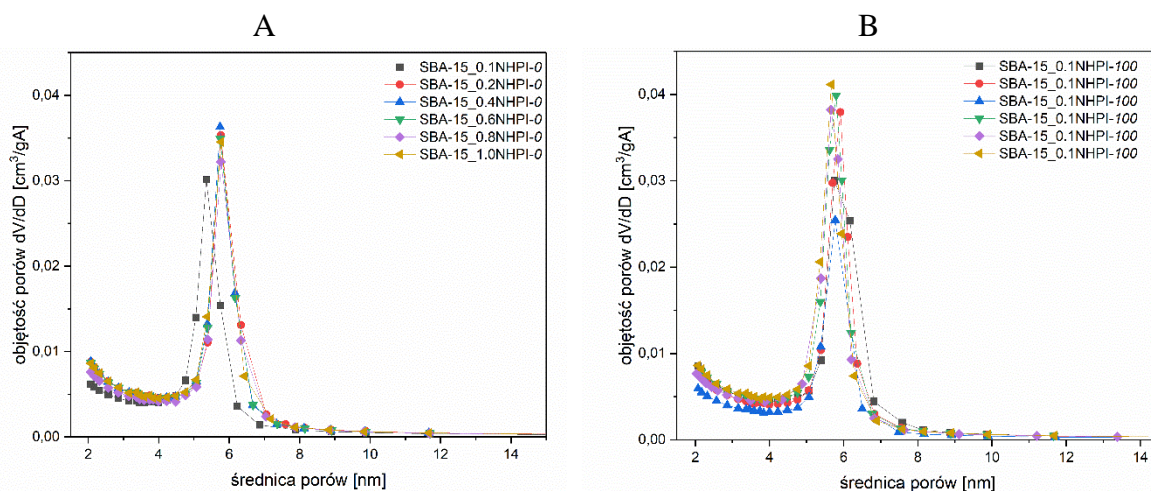 A
B
SBA-15_0.1NHPI-0
SBA-15_0.2NHPI-0
SBA-15_0.4NHPI-0
SBA-15_0.6NHPI-0
SBA-15_0.8NHPI-0
SBA-15_1.0NHPI-0
0,04
0,03
0,02
0,01
0,00
objętość porów dV/dD [cm³/gA]
2 4 6 8 10 12 14
średnica porów [nm]
SBA-15_0.1NHPI-100
SBA-15_0.1NHPI-100
SBA-15_0.1NHPI-100
SBA-15_0.1NHPI-100
SBA-15_0.1NHPI-100
SBA-15_0.1NHPI-100
0,04
0,03
0,02
0,01
0,00
objętość porów dV/dD [cm³/gA]
2 4 6 8 10 12 14
średnica porów [nm]